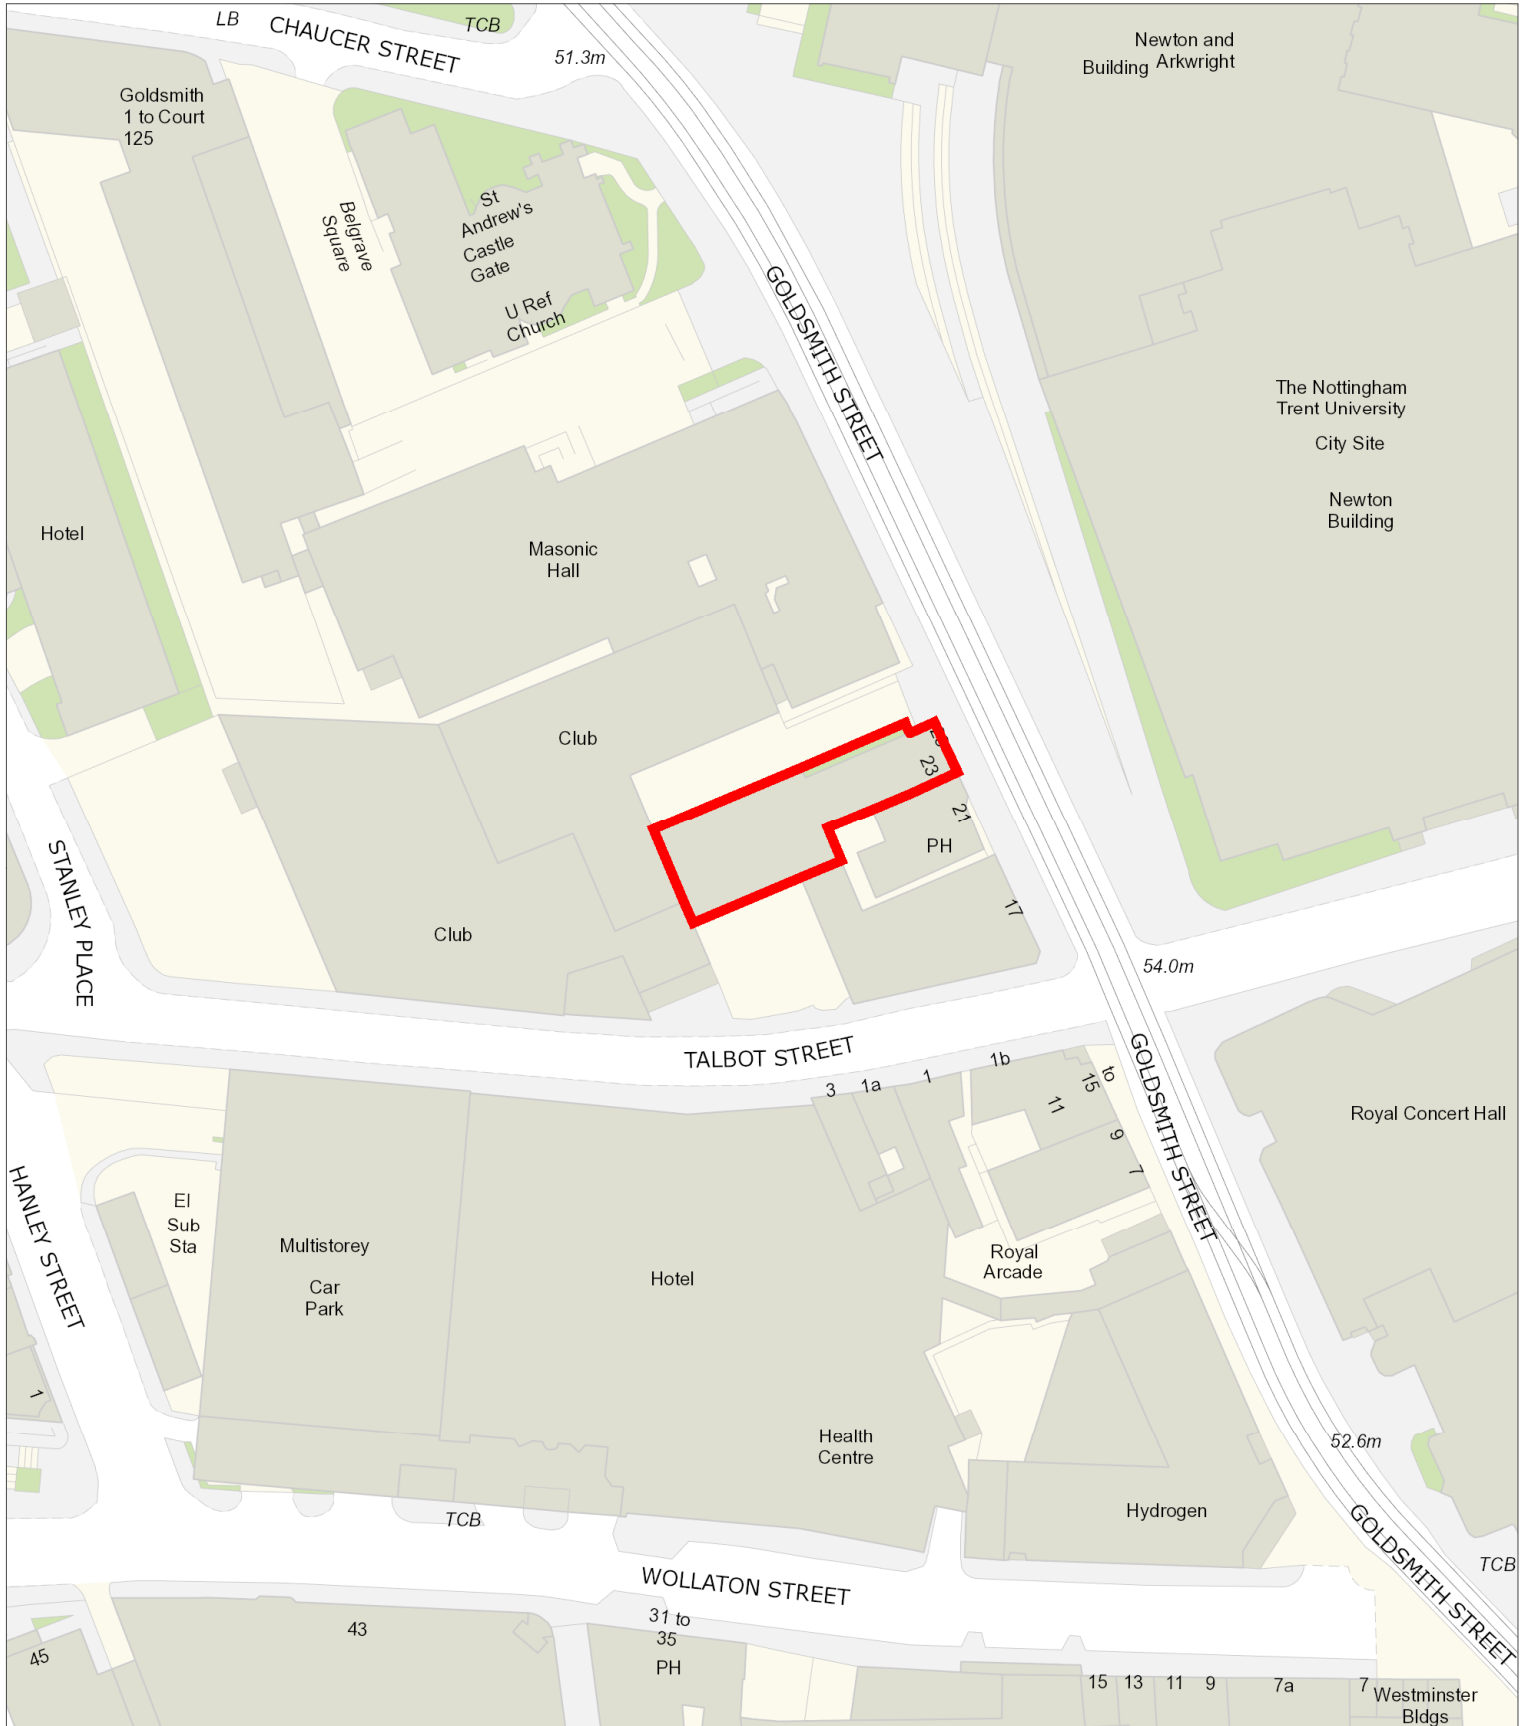 LB
CHAUCER STREET
TCB
51.3m
Newton and
Building Arkwright
Goldsmith
1 to Court
125
Belgrave
Square
St
Andrew's
Castle
Gate
U Ref
Church
GOLDSMITH STREET
The Nottingham
Trent University
City Site
Newton
Building
Hotel
Masonic
Hall
Club
23
21
PH
17
Club
STANLEY PLACE
54.0m
TALBOT STREET
GOLDSMITH STREET
3
1a
1
1b
15
to
11
9
7
Royal Concert Hall
HANLEY STREET
El
Sub
Sta
Multistorey
Car
Park
Hotel
Royal
Arcade
1
Health
Centre
52.6m
Hydrogen
TCB
GOLDSMITH STREET
TCB
WOLLATON STREET
31 to
35
PH
43
45
15
13
11
9
7a
7
Westminster
Bldgs